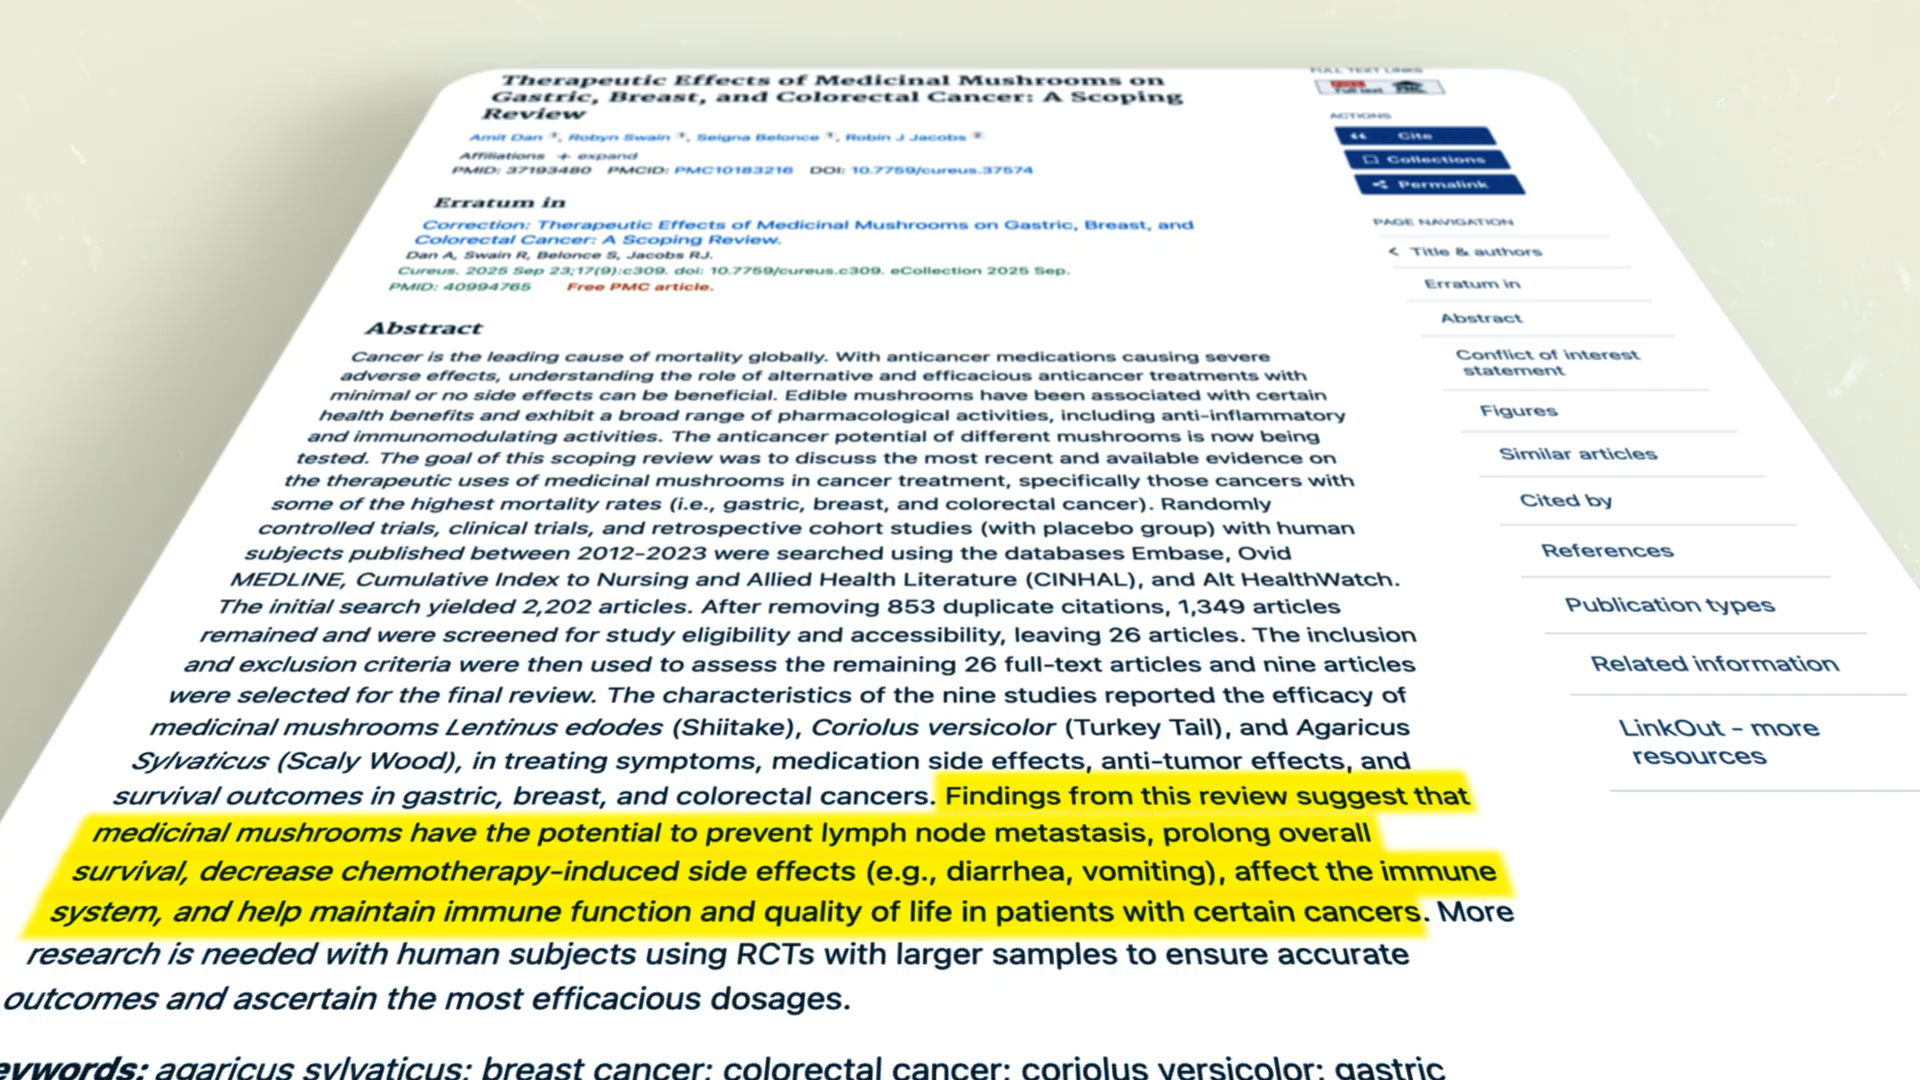 Therapeutic Effects of Medicinal Mushrooms on
Gastric, Breast, and Colorectal Cancer: A Scoping
Review
Amit Dan 1, Robyn Swain 1, Seigna Belonce 1, Robin J Jacobs 2
Affiliations + expand
PMID: 37193480 PMCID: PMC10183216 DOI: 10.7759/cureus.37574
Erratum in
Correction: Therapeutic Effects of Medicinal Mushrooms on Gastric, Breast, and
Colorectal Cancer: A Scoping Review.
Dan A, Swain R, Belonce S, Jacobs RJ.
Cureus. 2025 Sep 23;17(9):c309. doi: 10.7759/cureus.c309. eCollection 2025 Sep.
PMID: 40994765 Free PMC article.
Abstract
Cancer is the leading cause of mortality globally. With anticancer medications causing severe
adverse effects, understanding the role of alternative and efficacious anticancer treatments with
minimal or no side effects can be beneficial. Edible mushrooms have been associated with certain
health benefits and exhibit a broad range of pharmacological activities, including anti-inflammatory
and immunomodulating activities. The anticancer potential of different mushrooms is now being
tested. The goal of this scoping review was to discuss the most recent and available evidence on
the therapeutic uses of medicinal mushrooms in cancer treatment, specifically those cancers with
some of the highest mortality rates (i.e., gastric, breast, and colorectal cancer). Randomly
controlled trials, clinical trials, and retrospective cohort studies (with placebo group) with human
subjects published between 2012-2023 were searched using the databases Embase, Ovid
MEDLINE, Cumulative Index to Nursing and Allied Health Literature (CINHAL), and Alt HealthWatch.
The initial search yielded 2,202 articles. After removing 853 duplicate citations, 1,349 articles
remained and were screened for study eligibility and accessibility, leaving 26 articles. The inclusion
and exclusion criteria were then used to assess the remaining 26 full-text articles and nine articles
were selected for the final review. The characteristics of the nine studies reported the efficacy of
medicinal mushrooms Lentinus edodes (Shiitake), Coriolus versicolor (Turkey Tail), and Agaricus
Sylvaticus (Scaly Wood), in treating symptoms, medication side effects, anti-tumor effects, and
survival outcomes in gastric, breast, and colorectal cancers. Findings from this review suggest that
medicinal mushrooms have the potential to prevent lymph node metastasis, prolong overall
survival, decrease chemotherapy-induced side effects (e.g., diarrhea, vomiting), affect the immune
system, and help maintain immune function and quality of life in patients with certain cancers. More
research is needed with human subjects using RCTs with larger samples to ensure accurate
outcomes and ascertain the most efficacious dosages.
eywords: agaricus sylvaticus; breast cancer; colorectal cancer; coriolus versicolor; gastric
FULL TEXT LINKS
Full text PMC
ACTIONS
Cite
Collections
Permalink
PAGE NAVIGATION
Title & authors
Erratum in
Abstract
Conflict of interest
statement
Figures
Similar articles
Cited by
References
Publication types
Related information
LinkOut - more
resources